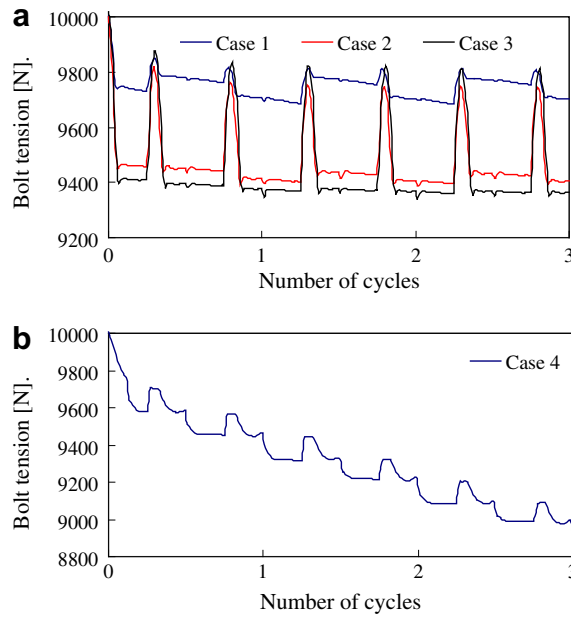 a
Case 1 Case 2 Case 3
Bolt tension [N].
10000
9800
9600
9400
9200
0 1 2 3
Number of cycles
b
Case 4
Bolt tension [N].
10000
9800
9600
9400
9200
9000
8800
0 1 2 3
Number of cycles